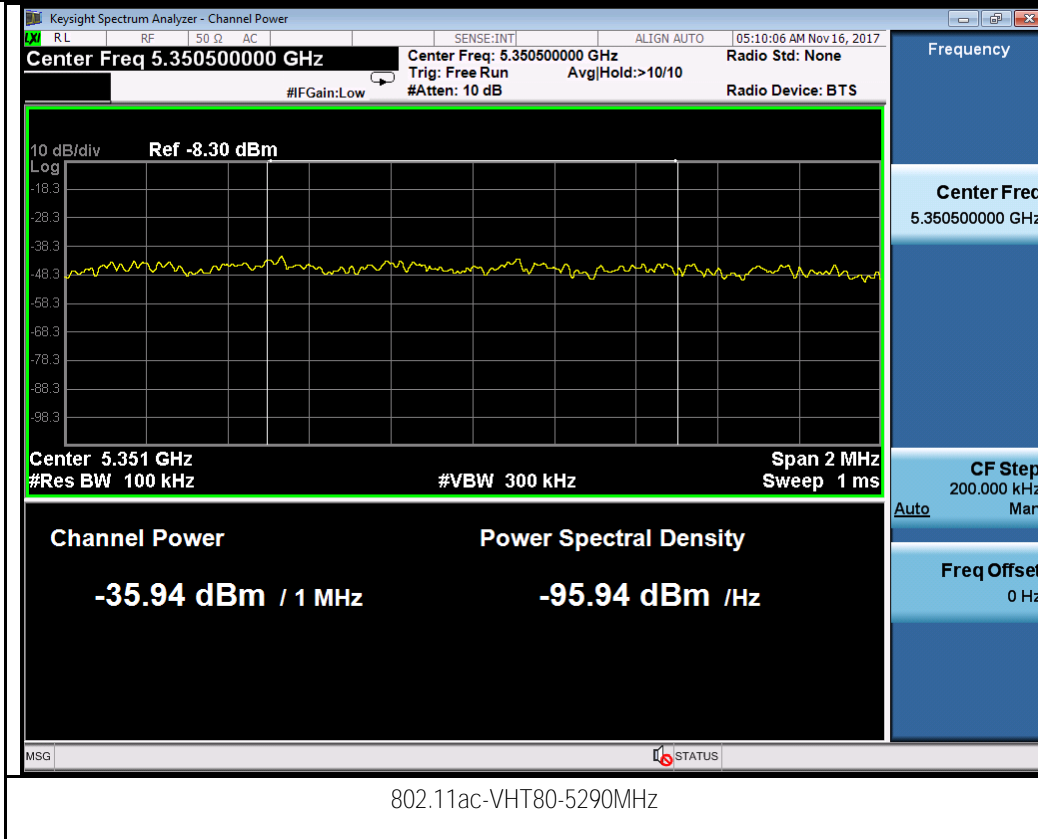 Keysight Spectrum Analyzer - Channel Power
LXI RL RF 50 Ω AC SENSE:INT ALIGN AUTO 05:10:06 AM Nov 16, 2017
Center Freq 5.350500000 GHz
Center Freq: 5.350500000 GHz
Radio Std: None
Trig: Free Run Avg|Hold:>10/10
#IFGain:Low
#Atten: 10 dB
Radio Device: BTS
10 dB/div Ref -8.30 dBm
Log
-18.3
-28.3
-38.3
-48.3
-58.3
-68.3
-78.3
-88.3
-98.3
Center 5.351 GHz
Span 2 MHz
#Res BW 100 kHz
#VBW 300 kHz
Sweep 1 ms
Channel Power
Power Spectral Density
-35.94 dBm / 1 MHz
-95.94 dBm /Hz
MSG
STATUS
Frequency
Center Freq
5.350500000 GHz
CF Step
200.000 kHz
Auto Man
Freq Offset
0 Hz
802.11ac-VHT80-5290MHz